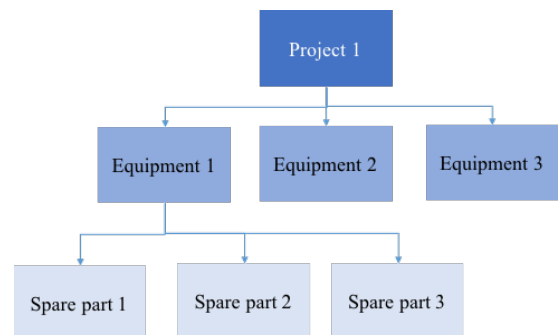 Project 1
Equipment 1
Equipment 2
Equipment 3
Spare part 1
Spare part 2
Spare part 3